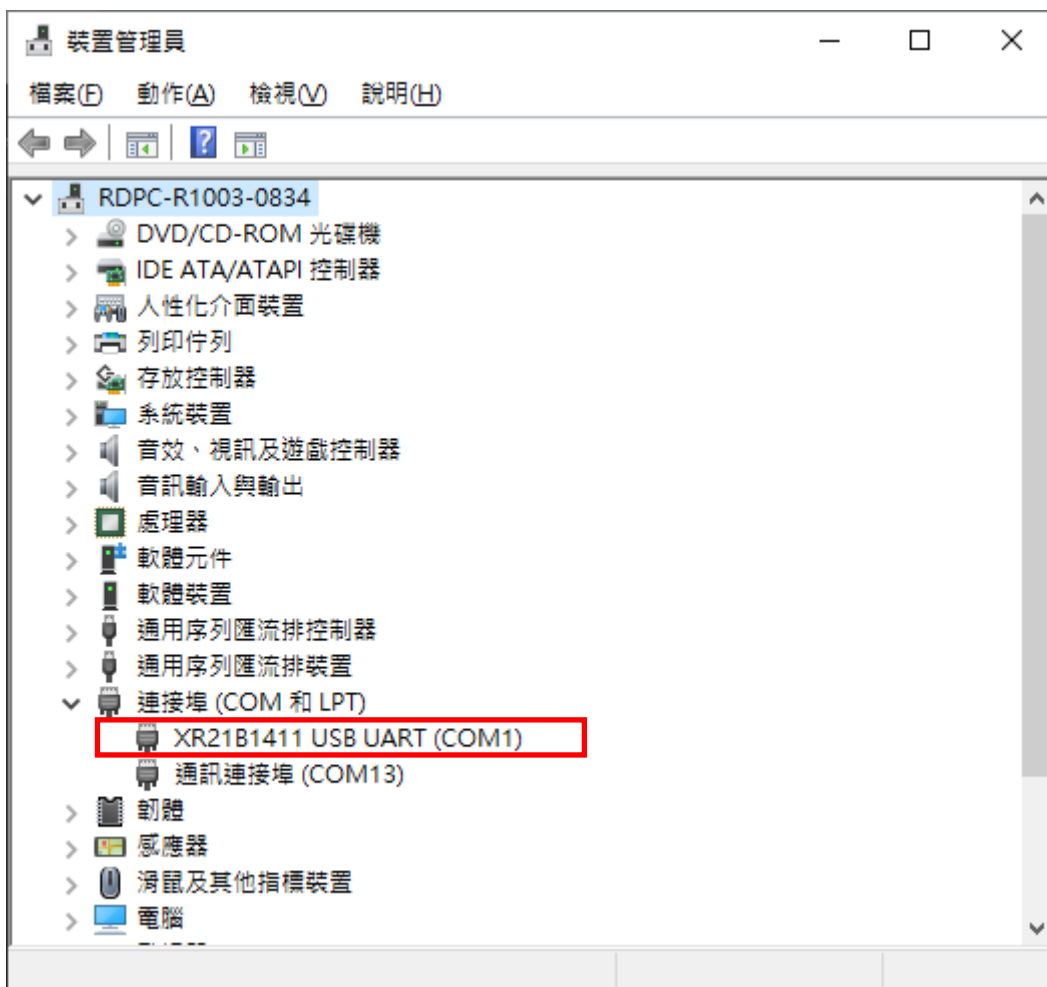 裝置管理員
檔案(F) 動作(A) 檢視(V) 說明(H)
RDPC-R1003-0834
DVD/CD-ROM 光碟機
IDE ATA/ATAPI 控制器
人性化介面裝置
列印佇列
存放控制器
系統裝置
音效、視訊及遊戲控制器
音訊輸入與輸出
處理器
軟體元件
軟體裝置
通用序列匯流排控制器
通用序列匯流排裝置
連接埠 (COM 和 LPT)
XR21B1411 USB UART (COM1)
通訊連接埠 (COM13)
韌體
感應器
滑鼠及其他指標裝置
電腦